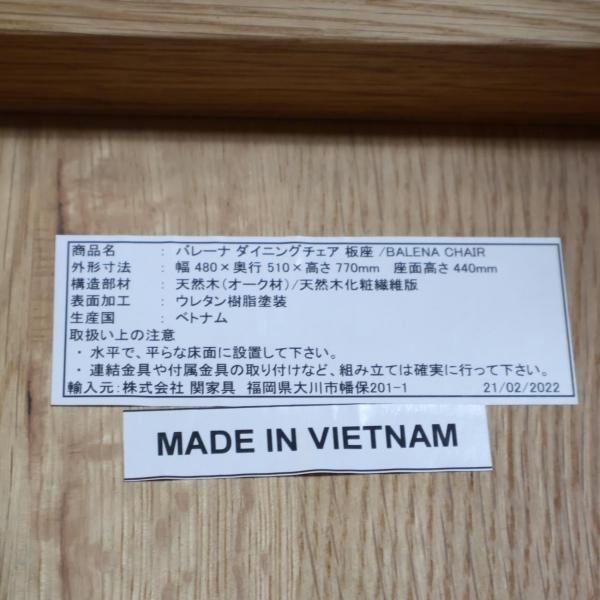 商品名 : バレーナ ダイニングチェア 板座 /BALENA CHAIR
外形寸法 : 幅 480×奥行 510×高さ 770mm 座面高さ 440mm
構造部材 : 天然木(オーク材)/天然木化粧繊維版
表面加工 : ウレタン樹脂塗装
生産国 : ベトナム
取扱い上の注意
・ 水平で、平らな床面に設置して下さい。
・ 連結金具や付属金具の取り付けなど、組み立ては確実に行って下さい。
輸入元:株式会社 関家具 福岡県大川市幡保201-1 21/02/2022
MADE IN VIETNAM